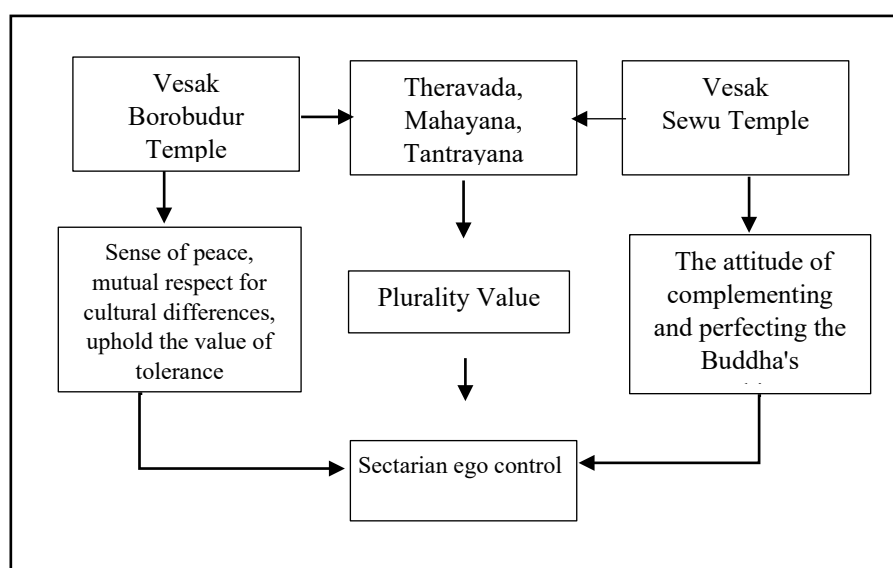 Vesak
Borobudur
Temple
Theravada,
Mahayana,
Tantrayana
Vesak
Sewu Temple
Sense of peace,
mutual respect for
cultural differences,
uphold the value of
tolerance
Plurality Value
The attitude of
complementing
and perfecting the
Buddha's
Sectarian ego control